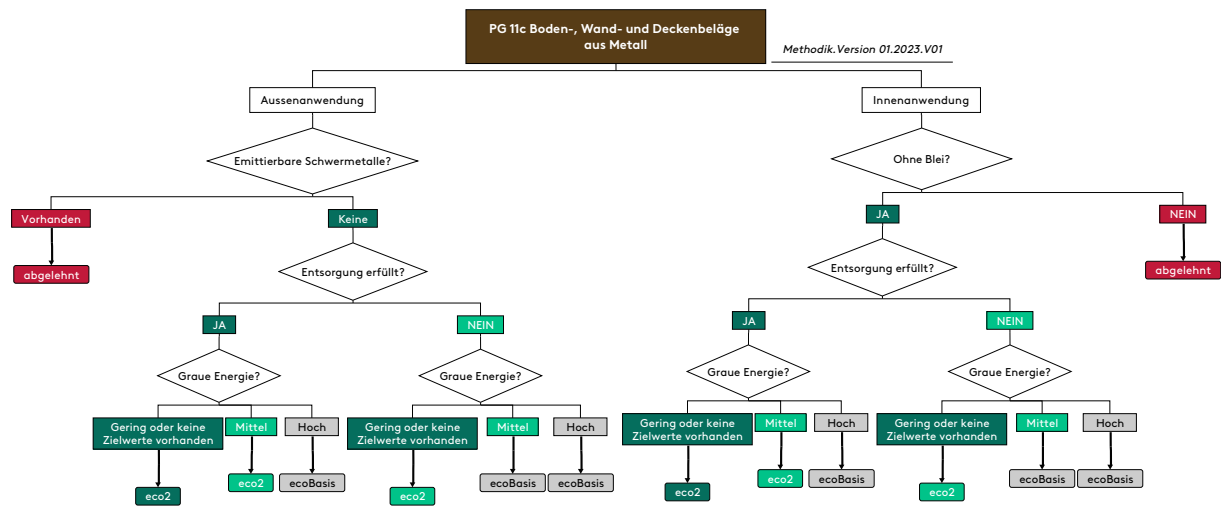 PG 11c Boden-, Wand- und Deckenbeläge
aus Metall
Methodik.Version 01.2023.V01
Aussenanwendung
Innenanwendung
Emittierbare Schwermetalle?
Ohne Blei?
Vorhanden
Keine
JA
NEIN
abgelehnt
Entsorgung erfüllt?
Entsorgung erfüllt?
abgelehnt
JA
NEIN
JA
NEIN
Graue Energie?
Graue Energie?
Graue Energie?
Graue Energie?
Gering oder keine
Zielwerte vorhanden
Mittel
Hoch
Gering oder keine
Zielwerte vorhanden
Mittel
Hoch
Gering oder keine
Zielwerte vorhanden
Mittel
Hoch
Gering oder keine
Zielwerte vorhanden
Mittel
Hoch
eco2
eco2
ecoBasis
eco2
ecoBasis
ecoBasis
eco2
eco2
ecoBasis
eco2
ecoBasis
ecoBasis